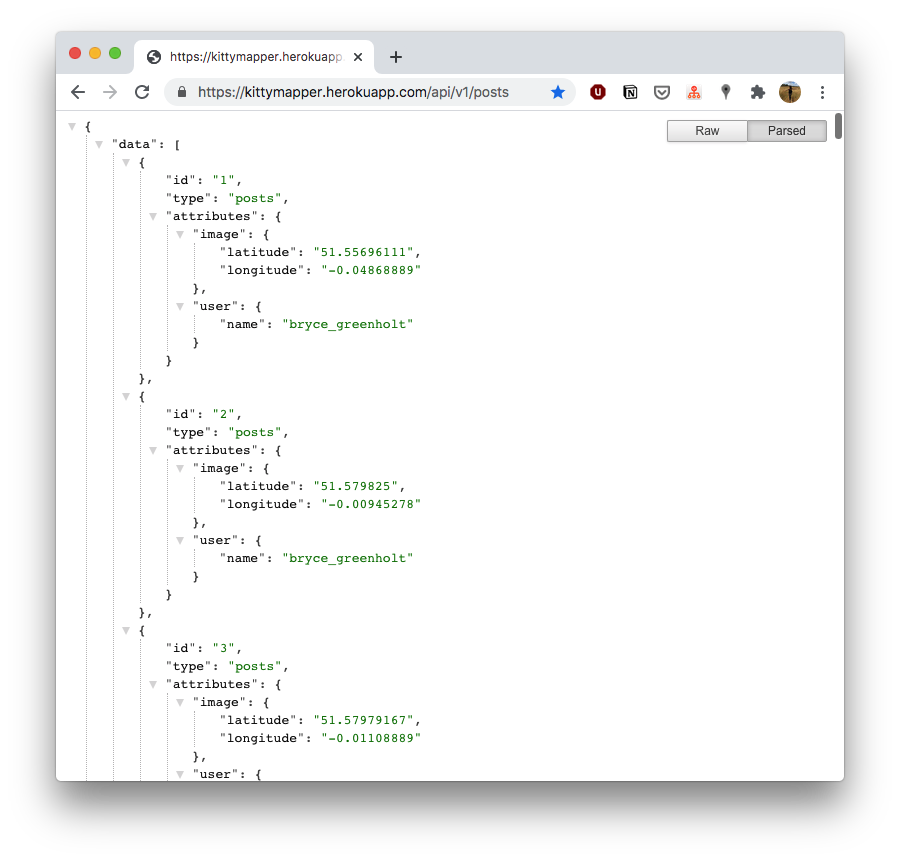 https://kittymapper.herokuapp
https://kittymapper.herokuapp.com/api/v1/posts
Raw
Parsed
{
"data": [
{
"id": "1",
"type": "posts",
"attributes": {
"image": {
"latitude": "51.55696111",
"longitude": "-0.04868889"
},
"user": {
"name": "bryce_greenholt"
}
}
},
{
"id": "2",
"type": "posts",
"attributes": {
"image": {
"latitude": "51.579825",
"longitude": "-0.00945278"
},
"user": {
"name": "bryce_greenholt"
}
}
},
{
"id": "3",
"type": "posts",
"attributes": {
"image": {
"latitude": "51.57979167",
"longitude": "-0.01108889"
},
"user": {